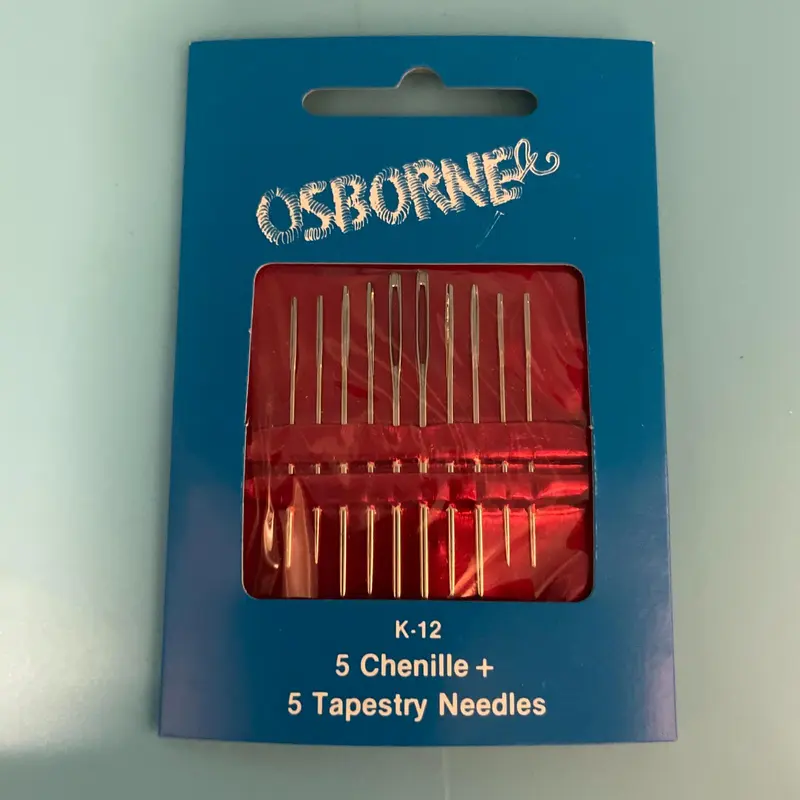 OSBORNE
K-12
5 Chenille +
5 Tapestry Needles